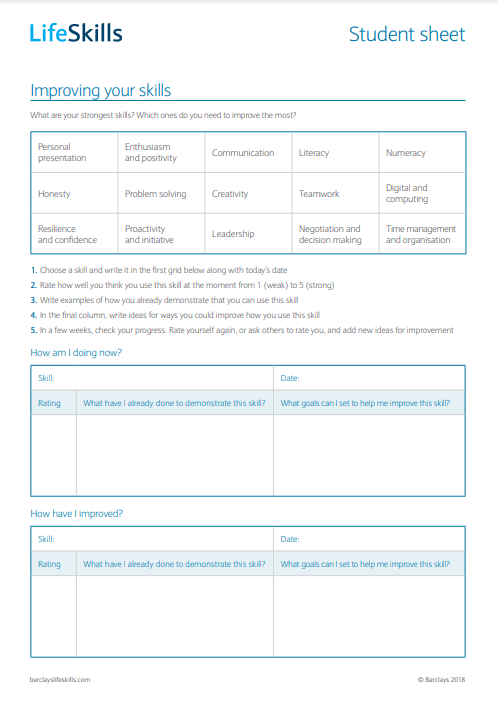 LifeSkills
Student sheet
Improving your skills
What are your strongest skills? Which ones do you need to improve the most?
Personal
presentation
Enthusiasm
and positivity
Communication
Literacy
Numeracy
Honesty
Problem solving
Creativity
Teamwork
Digital and
computing
Resilience
and confidence
Proactivity
and initiative
Leadership
Negotiation and
decision making
Time management
and organisation
1. Choose a skill and write it in the first grid below along with today's date
2. Rate how well you think you use this skill at the moment from 1 (weak) to 5 (strong)
3. Write examples of how you already demonstrate that you can use this skill
4. In the final column, write ideas for ways you could improve how you use this skill
5. In a few weeks, check your progress. Rate yourself again, or ask others to rate you, and add new ideas for improvement
How am I doing now?
Skill:
Date:
Rating
What have I already done to demonstrate this skill?
What goals can I set to help me improve this skill?
How have I improved?
Skill:
Date:
Rating
What have I already done to demonstrate this skill?
What goals can I set to help me improve this skill?
barclayslifeskills.com
© Barclays 2018